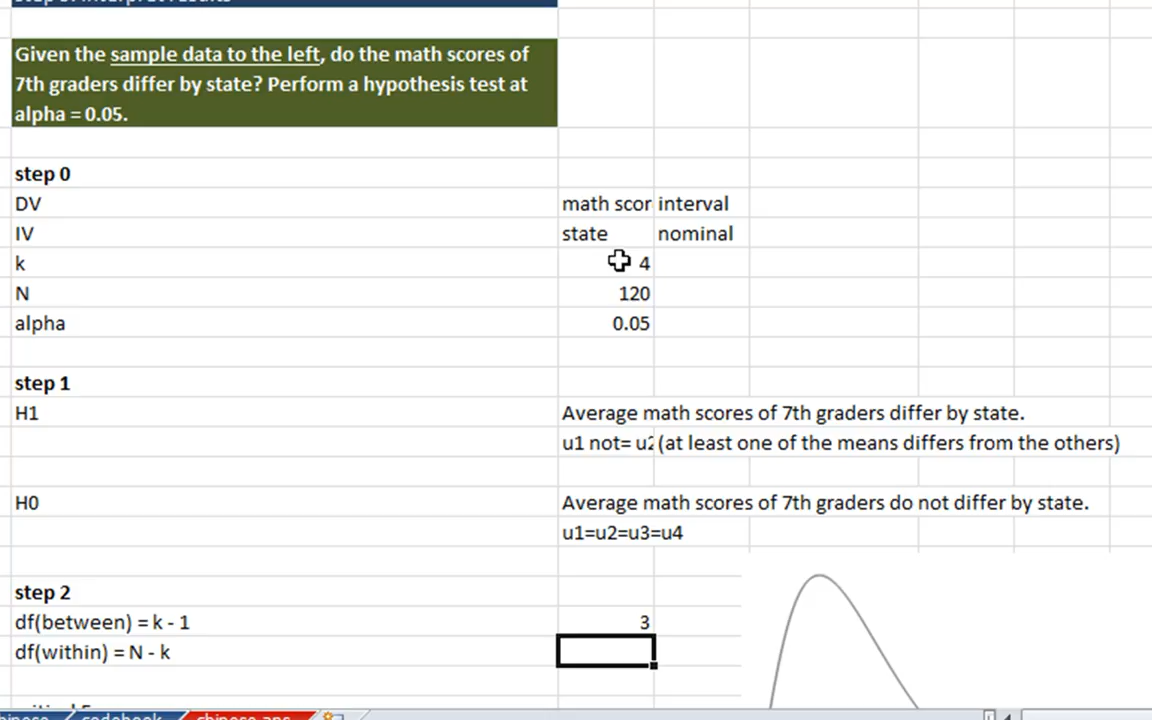 Given the sample data to the left, do the math scores of
7th graders differ by state? Perform a hypothesis test at
alpha = 0.05.
step 0
DV math scor interval
IV state nominal
k 4
N 120
alpha 0.05
step 1
H1 Average math scores of 7th graders differ by state.
u1 not= u2 (at least one of the means differs from the others)
H0 Average math scores of 7th graders do not differ by state.
u1=u2=u3=u4
step 2
df(between) = k - 1 3
df(within) = N - k
codebook